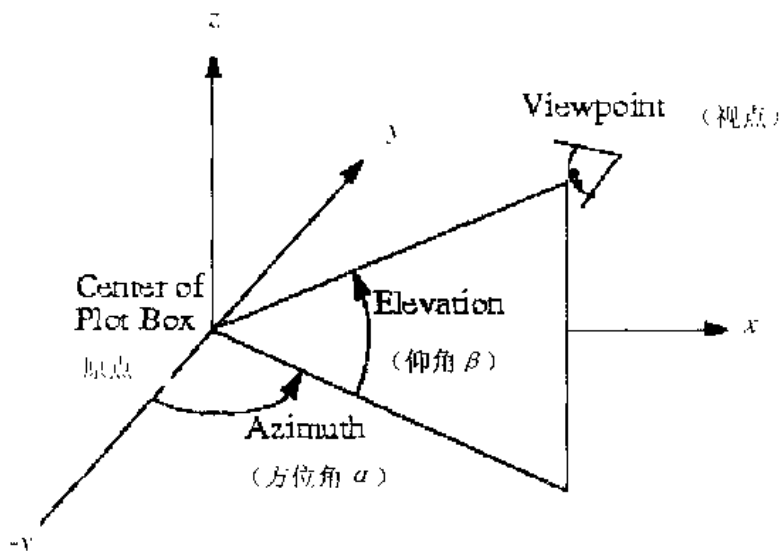 z
Viewpoint (视点)
y
Center of
Plot Box
原点
Elevation
(仰角 β)
x
Azimuth
(方位角 α)
-y